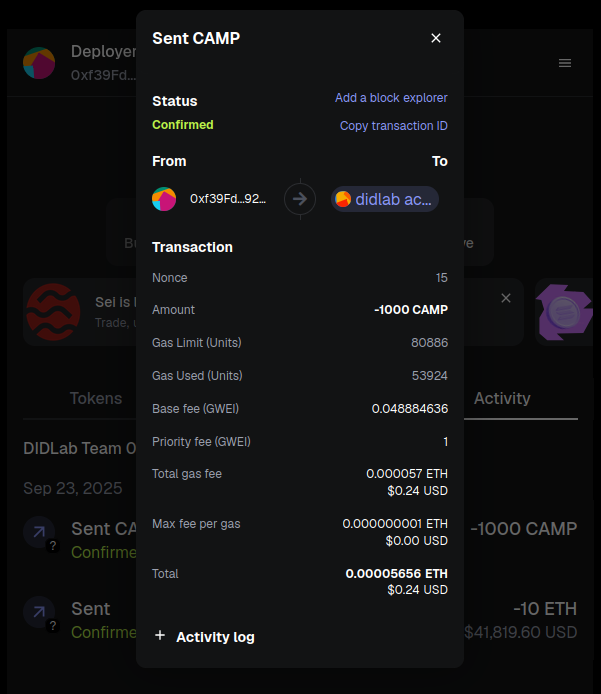 Sent CAMP
Deployer
0xf39Fd...
Status
Add a block explorer
Confirmed
Copy transaction ID
From
To
0xf39Fd...92...
didlab ac...
Transaction
Nonce
15
Amount
-1000 CAMP
Gas Limit (Units)
80886
Gas Used (Units)
53924
Base fee (GWEI)
0.048884636
Priority fee (GWEI)
1
Total gas fee
0.000057 ETH
$0.24 USD
Max fee per gas
0.000000001 ETH
$0.00 USD
Total
0.00005656 ETH
$0.24 USD
Activity log
Sei is
Trade,
Tokens
Activity
DIDLab Team 0
Sep 23, 2025
Sent CA
Confirme
-1000 CAMP
Sent
Confirme
-10 ETH
$41,819.60 USD